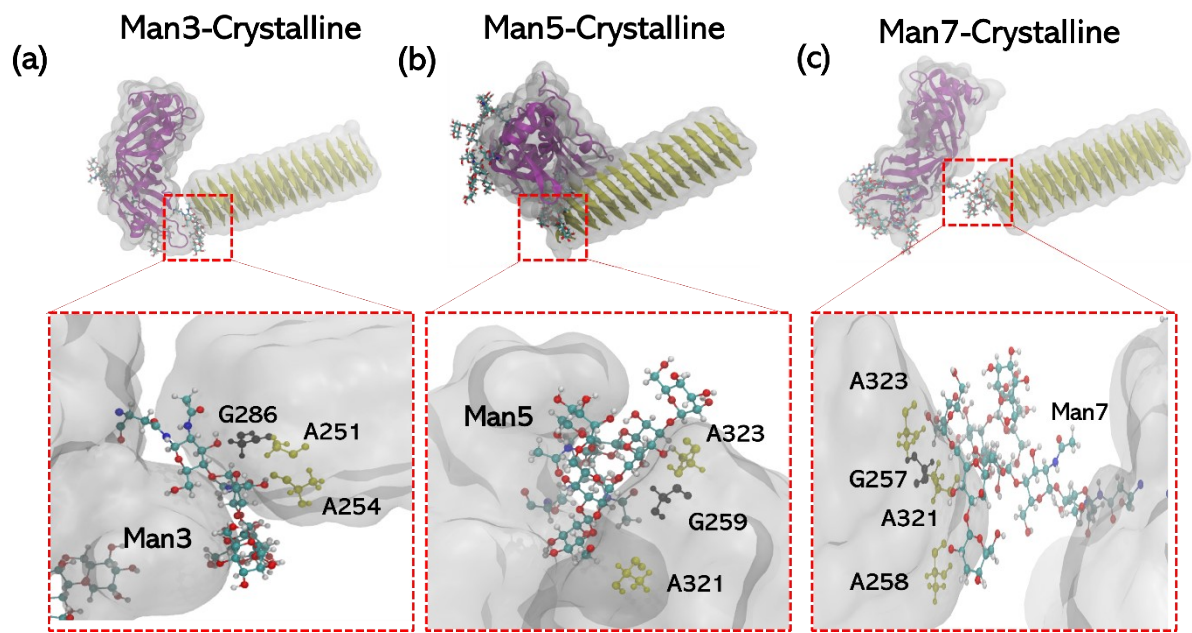 Man3-Crystalline
Man5-Crystalline
Man7-Crystalline
(a)
(b)
(c)
G286
A251
A254
Man3
Man5
A323
G259
A321
A323
Man7
G257
A321
A258